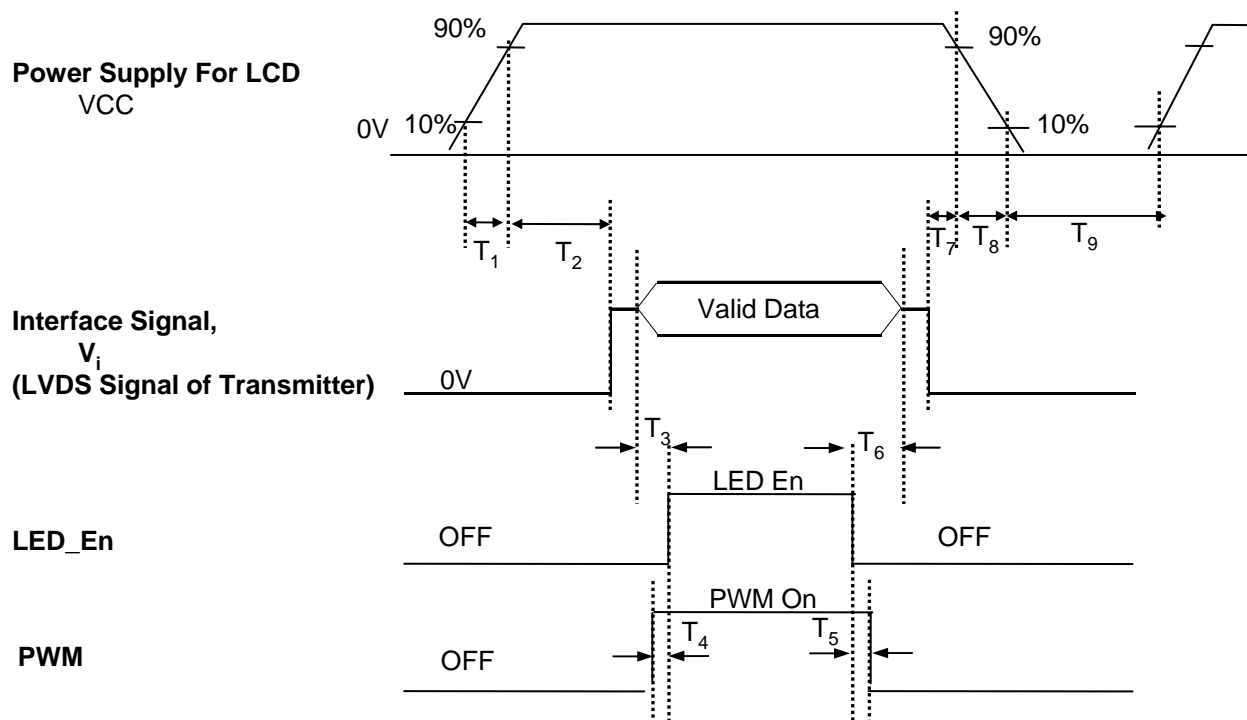 90%
90%
Power Supply For LCD
VCC
0V
10%
10%
T1
T2
T7
T8
T9
Valid Data
Interface Signal,
Vi
(LVDS Signal of Transmitter)
0V
T3
T6
LED En
LED_En
OFF
OFF
PWM On
T4
T5
PWM
OFF